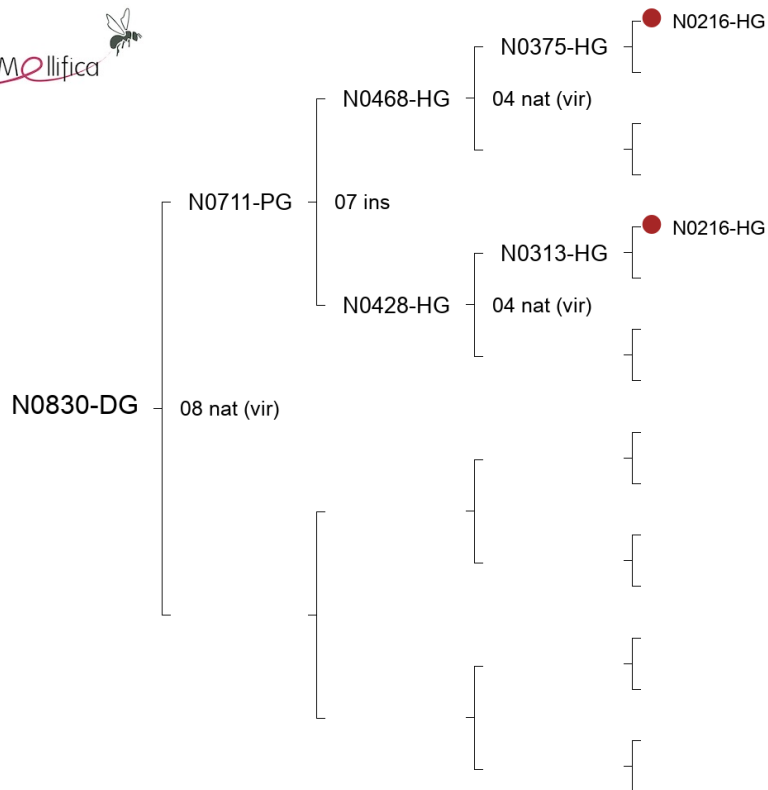 Mellifica
N0216-HG
N0375-HG
N0468-HG
04 nat (vir)
N0711-PG
07 ins
N0216-HG
N0313-HG
N0428-HG
04 nat (vir)
N0830-DG
08 nat (vir)